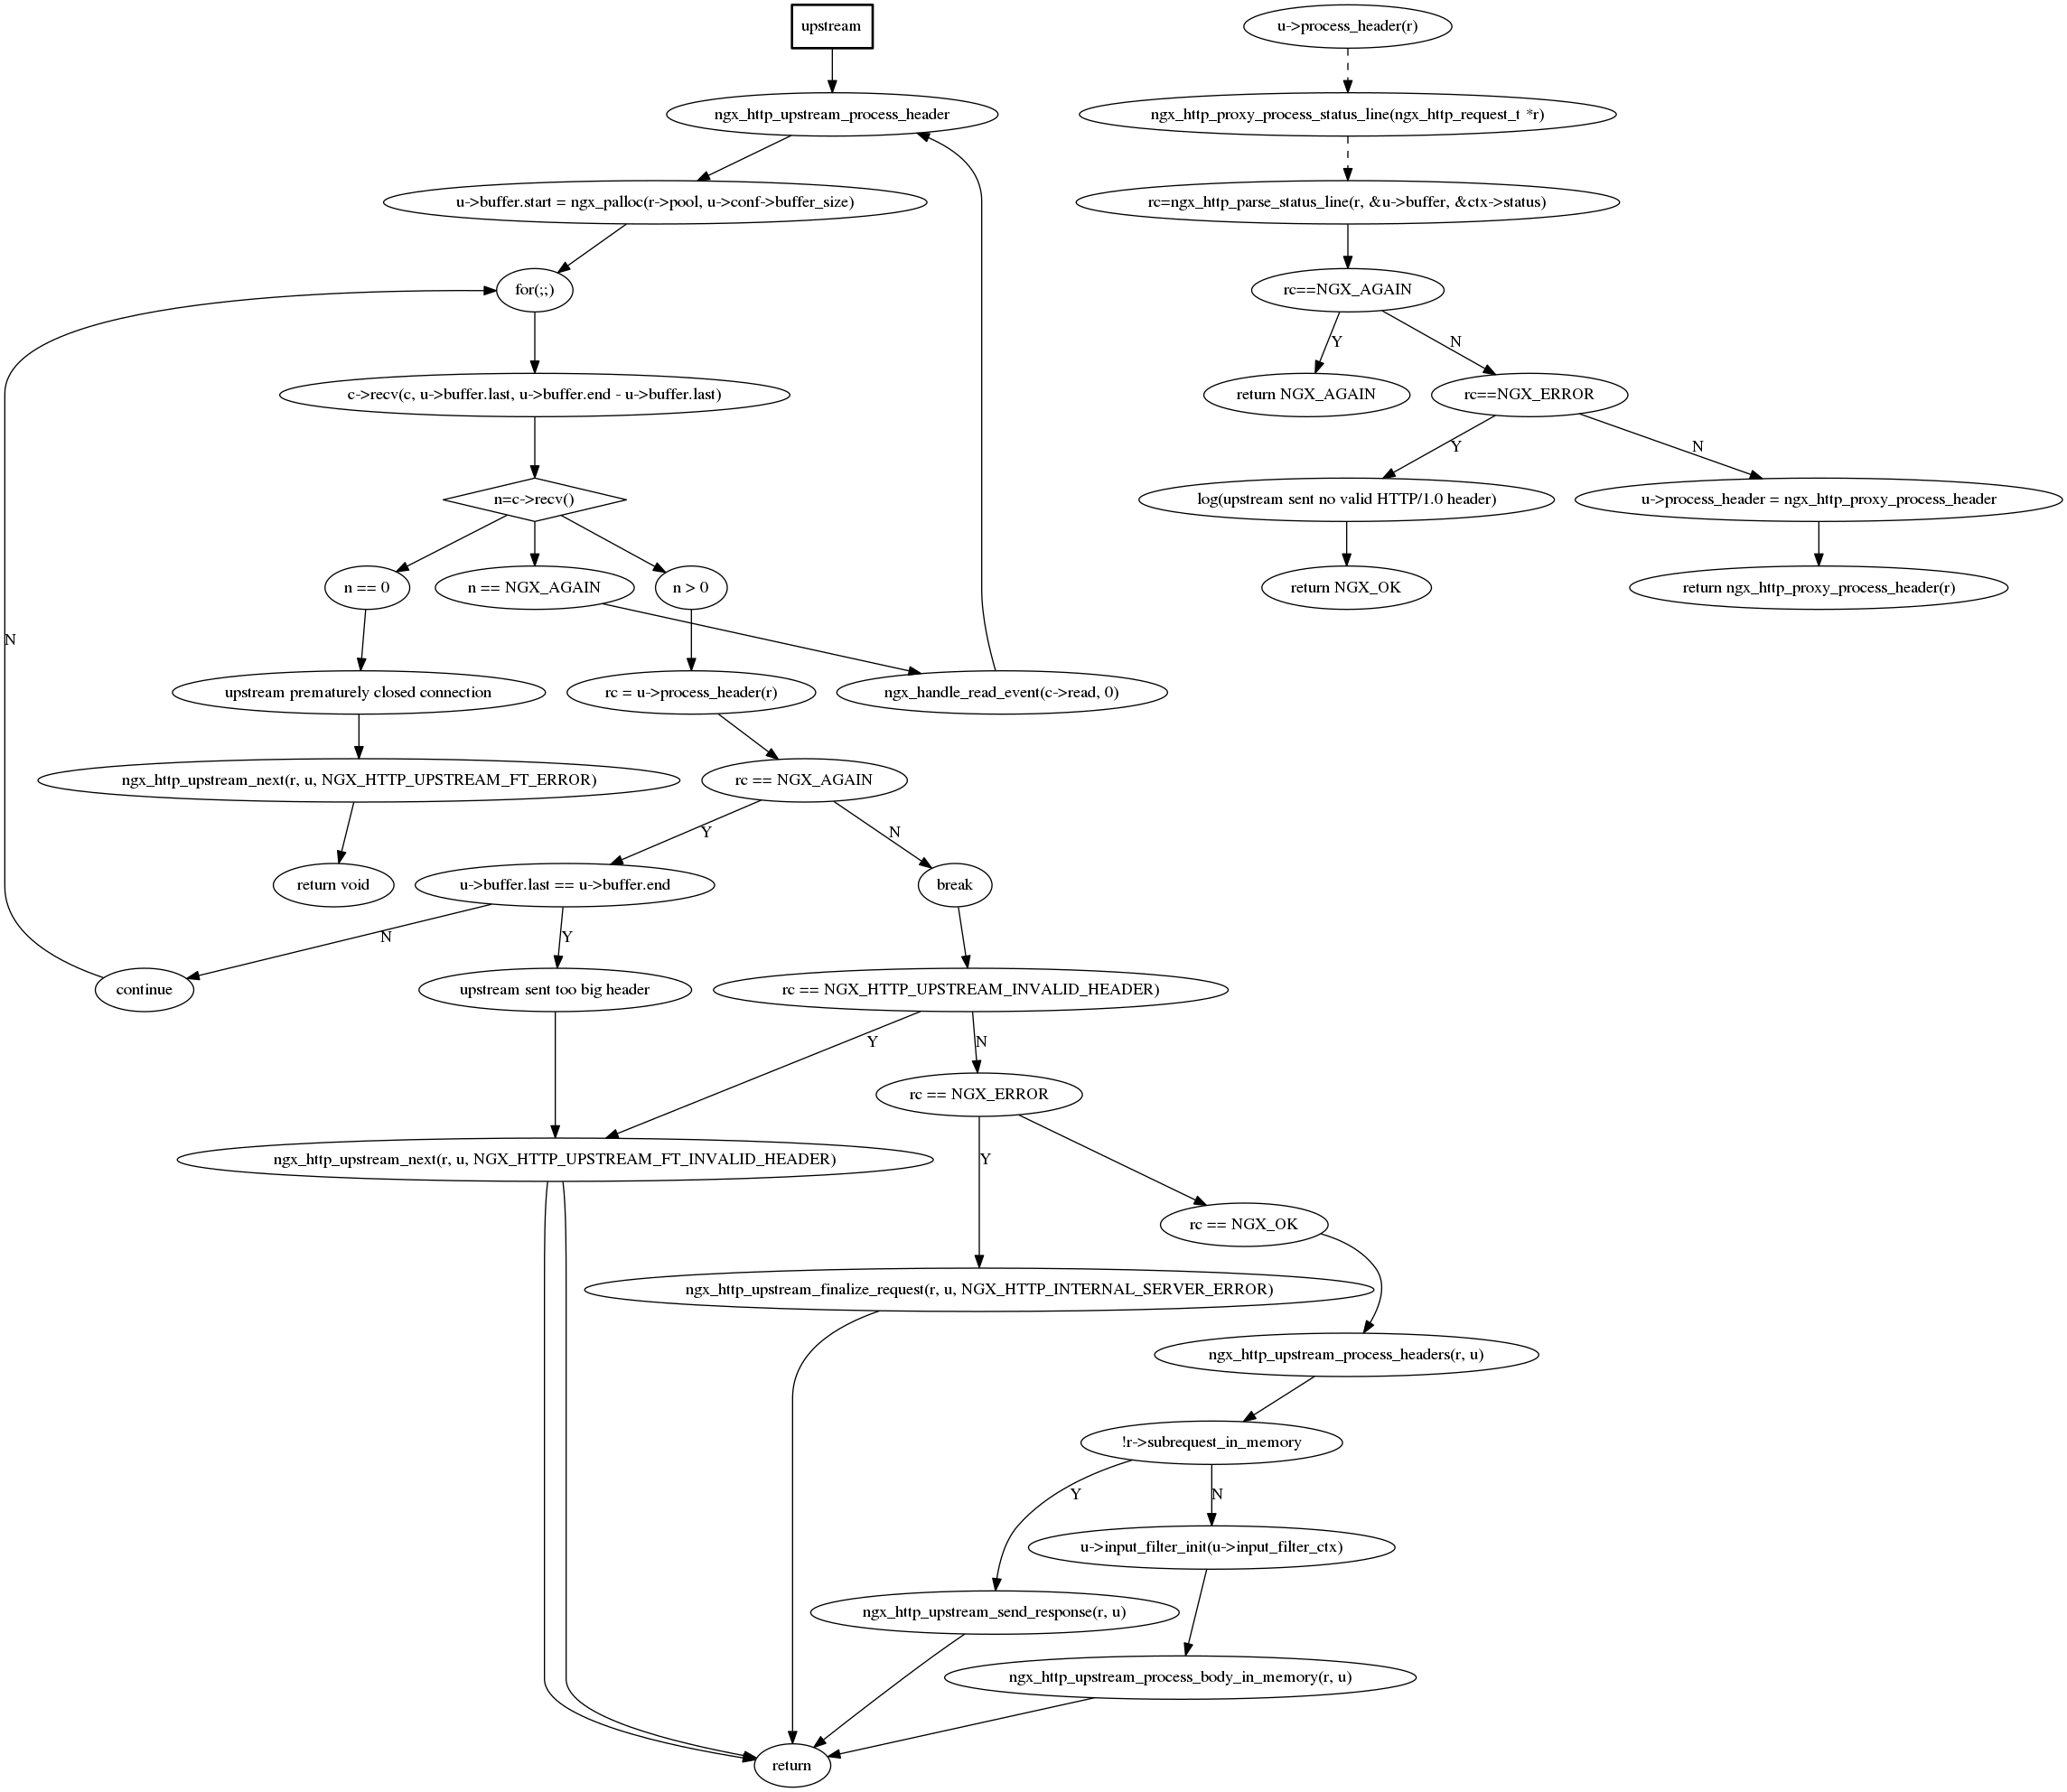 upstream
u->process_header(r)
ngx_http_upstream_process_header
ngx_http_proxy_process_status_line(ngx_http_request_t *r)
u->buffer.start = ngx_palloc(r->pool, u->conf->buffer_size)
rc=ngx_http_parse_status_line(r, &u->buffer, &ctx->status)
for(;;)
rc==NGX_AGAIN
Y
N
c->recv(c, u->buffer.last, u->buffer.end - u->buffer.last)
return NGX_AGAIN
rc==NGX_ERROR
Y
N
n=c->recv()
log(upstream sent no valid HTTP/1.0 header)
u->process_header = ngx_http_proxy_process_header
n == 0
n == NGX_AGAIN
n > 0
return NGX_OK
return ngx_http_proxy_process_header(r)
N
upstream prematurely closed connection
rc = u->process_header(r)
ngx_handle_read_event(c->read, 0)
ngx_http_upstream_next(r, u, NGX_HTTP_UPSTREAM_FT_ERROR)
rc == NGX_AGAIN
Y
N
return void
u->buffer.last == u->buffer.end
break
N
Y
continue
upstream sent too big header
rc == NGX_HTTP_UPSTREAM_INVALID_HEADER)
Y
N
rc == NGX_ERROR
ngx_http_upstream_next(r, u, NGX_HTTP_UPSTREAM_FT_INVALID_HEADER)
Y
rc == NGX_OK
ngx_http_upstream_finalize_request(r, u, NGX_HTTP_INTERNAL_SERVER_ERROR)
ngx_http_upstream_process_headers(r, u)
!r->subrequest_in_memory
Y
N
u->input_filter_init(u->input_filter_ctx)
ngx_http_upstream_send_response(r, u)
ngx_http_upstream_process_body_in_memory(r, u)
return